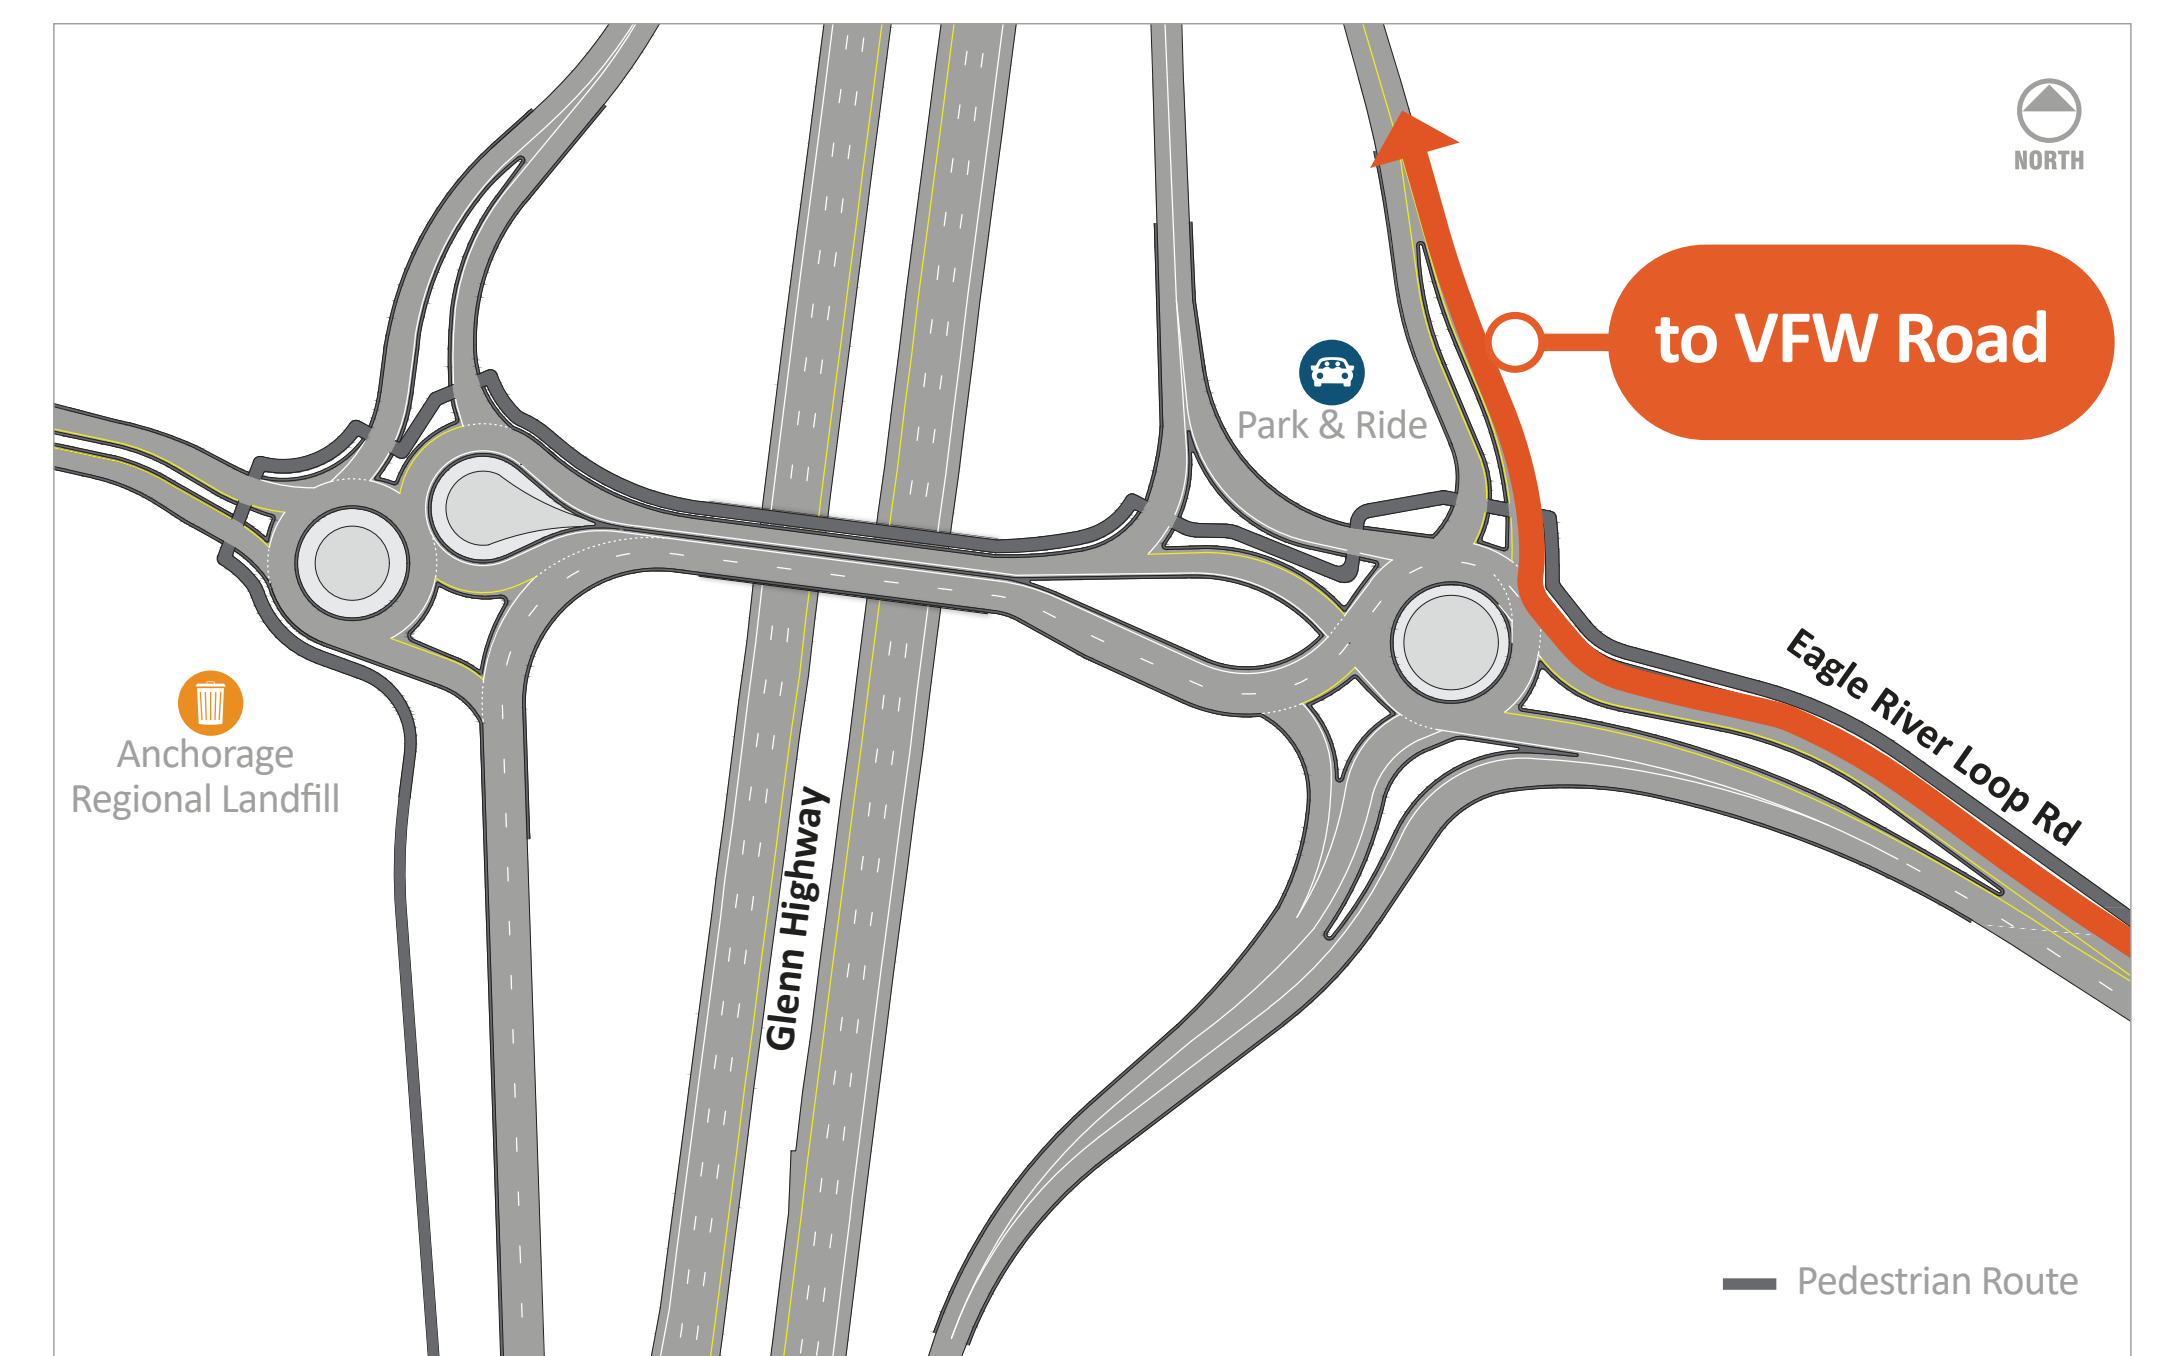 NORTH
to VFW Road
Park & Ride
Eagle River Loop Rd
Anchorage
Regional Landfill
Glenn Highway
Pedestrian Route